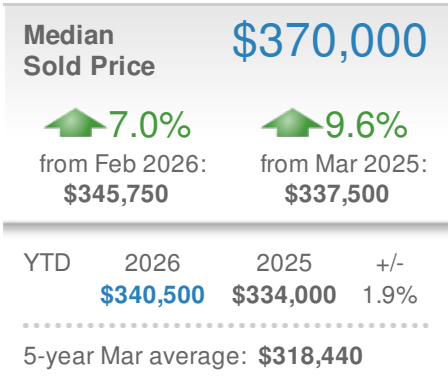 Median $370,000
Sold Price
7.0% 9.6%
from Feb 2026: from Mar 2025:
$345,750 $337,500
YTD 2026 2025 +/-
$340,500 $334,000 1.9%
5-year Mar average: $318,440